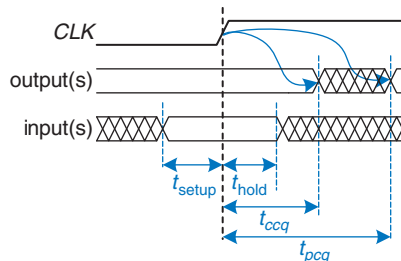 CLK
output(s)
input(s)
tsetup thold
tccq
tpcq